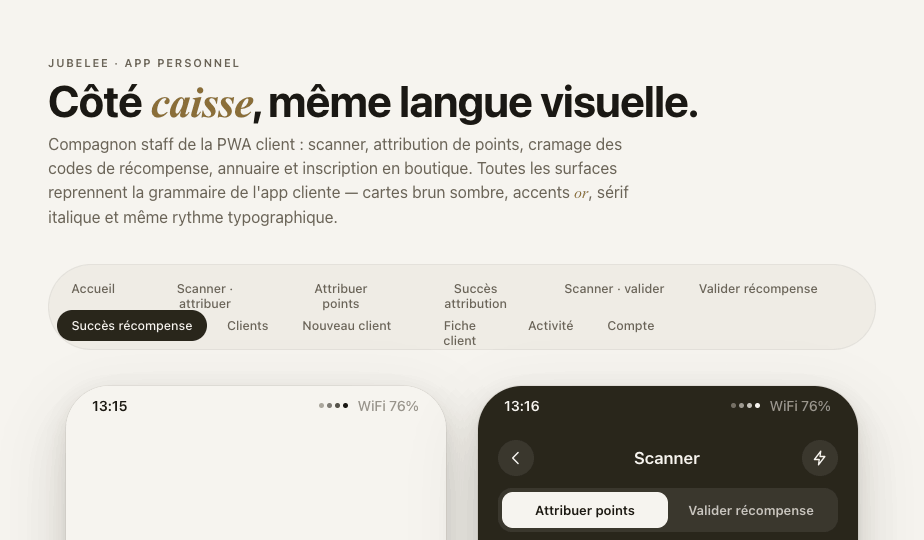 JUBELEE · APP PERSONNEL
Côté caisse, même langue visuelle.
Compagnon staff de la PWA client : scanner, attribution de points, cramage des
codes de récompense, annuaire et inscription en boutique. Toutes les surfaces
reprennent la grammaire de l'app cliente — cartes brun sombre, accents or, sérif
italique et même rythme typographique.
Accueil
Scanner ·
attribuer
Attribuer
points
Succès
attribution
Scanner · valider
Valider récompense
Succès récompense
Clients
Nouveau client
Fiche
client
Activité
Compte
13:15
WiFi 76%
13:16
WiFi 76%
Scanner
Attribuer points
Valider récompense